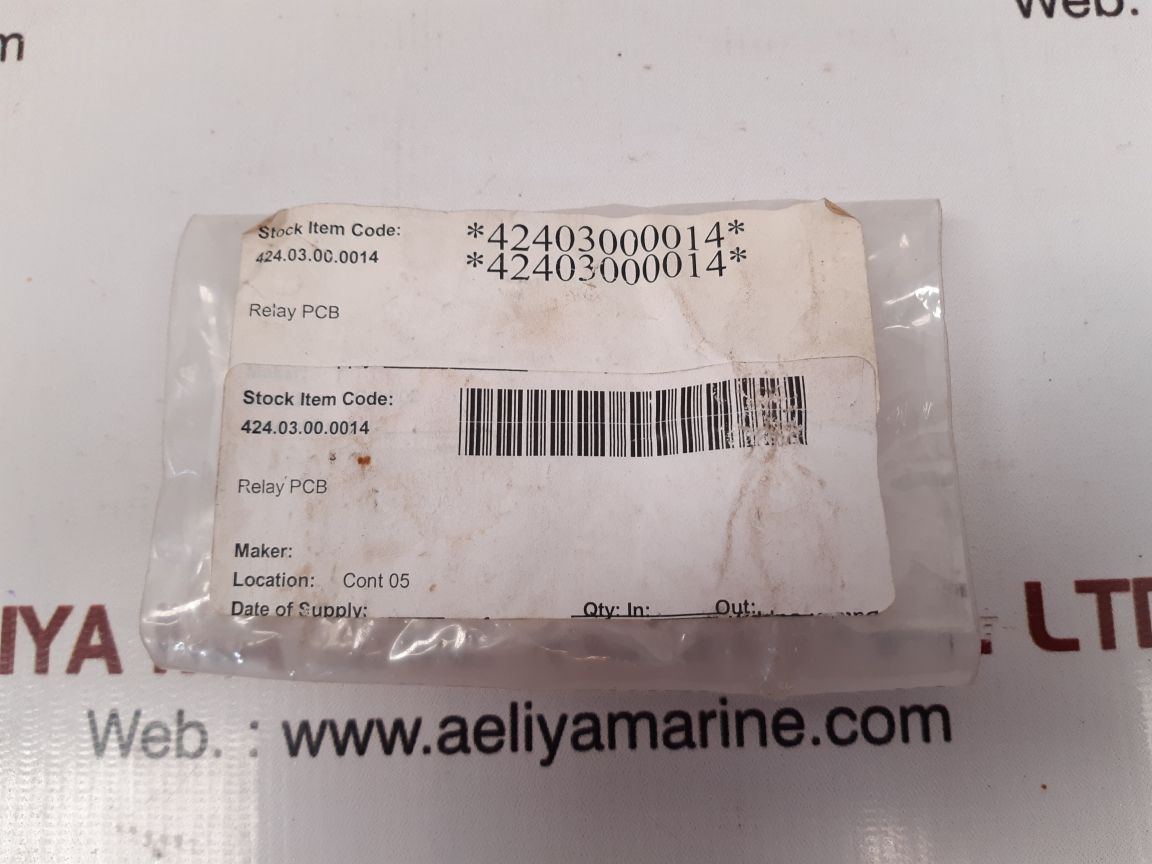 m
Web.
Stock Item Code:
424.03.00.0014
*42403000014*
*42403000014*
Relay PCB
Stock Item Code:
424.03.00.0014
Relay PCB
Maker:
Location: Cont 05
Date of Supply: Qty: In: Out:
IYA LTD
Web. : www.aeliyamarine.com